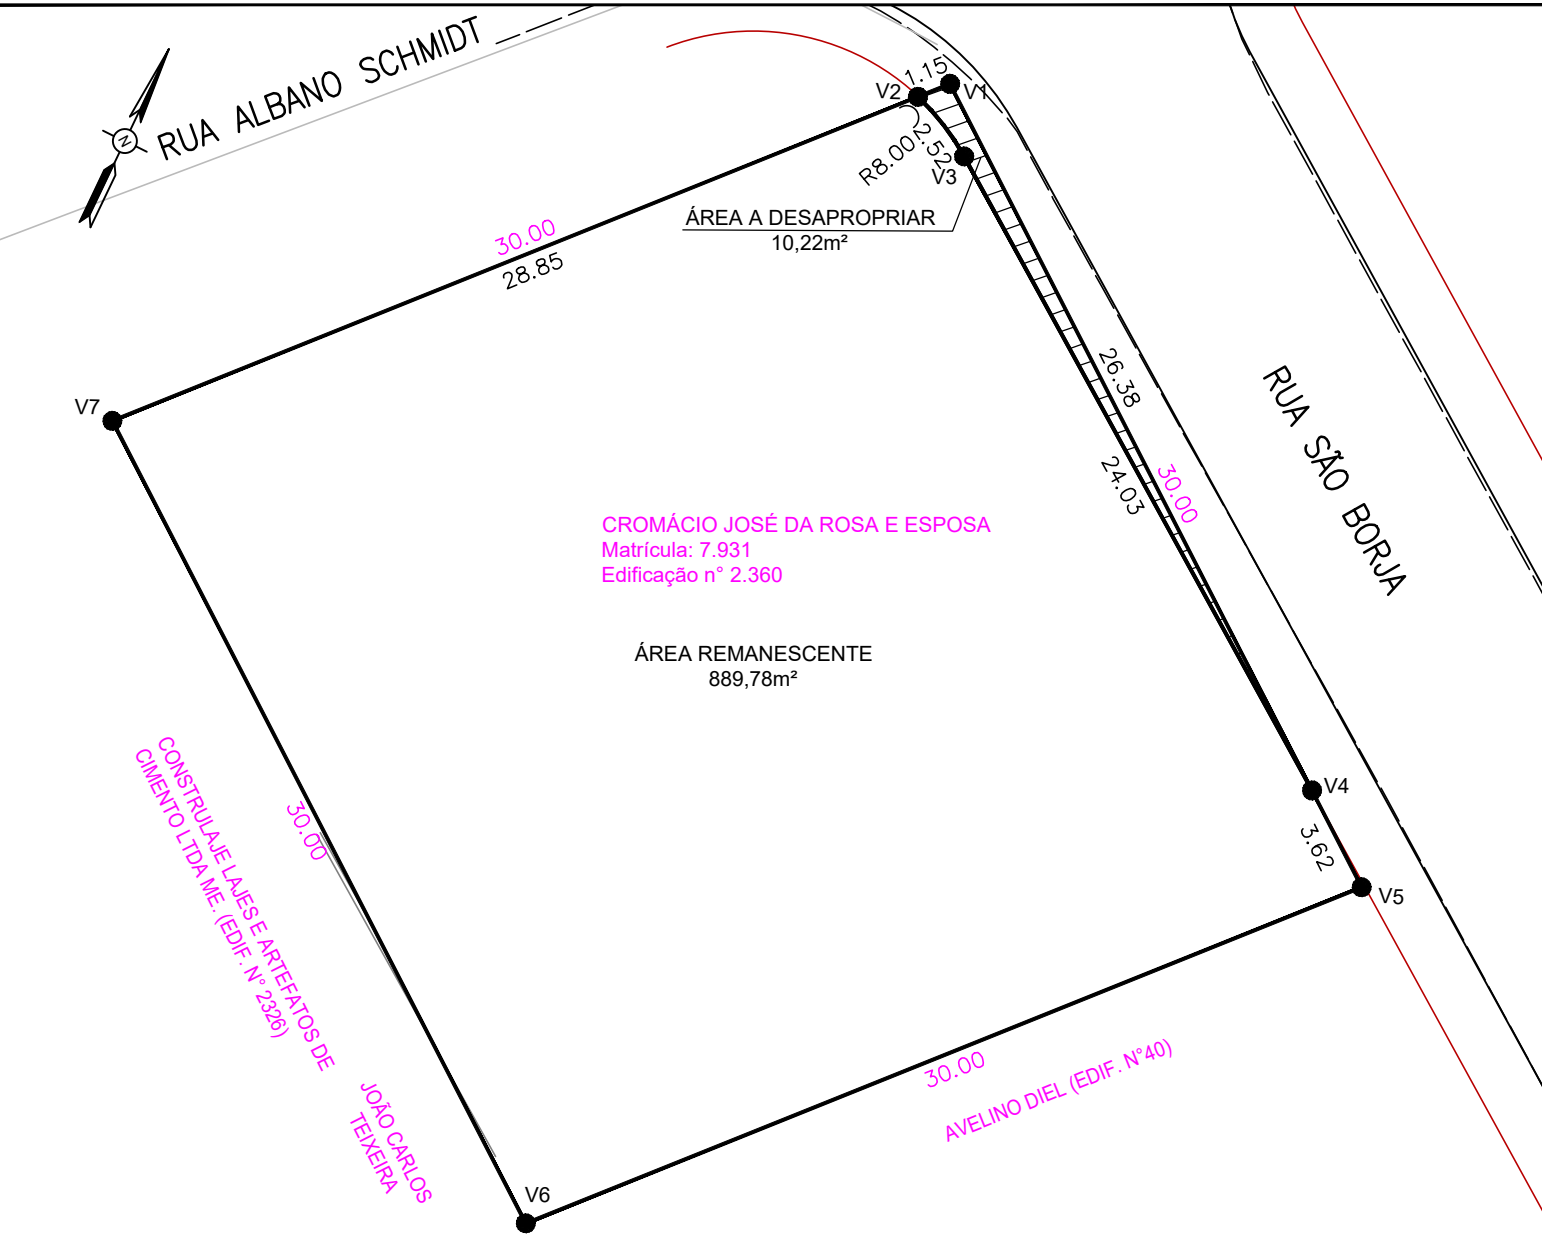 RUA ALBANO SCHMIDT
N
1.15
V2
V1
2.52
R8.00
V3
ÁREA A DESAPROPRIAR
10,22m²
30.00
28.85
26.38
24.03
30.00
RUA SÃO BORJA
V7
CROMÁCIO JOSÉ DA ROSA E ESPOSA
Matrícula: 7.931
Edificação n° 2.360
ÁREA REMANESCENTE
889,78m²
V4
3.62
V5
30.00
CONSTRULAJE LAJES E ARTEFATOS DE
CIMENTO LTDA ME. (EDIF. N° 2326)
JOÃO CARLOS
TEIXEIRA
30.00
AVELINO DIEL (EDIF. N°40)
V6